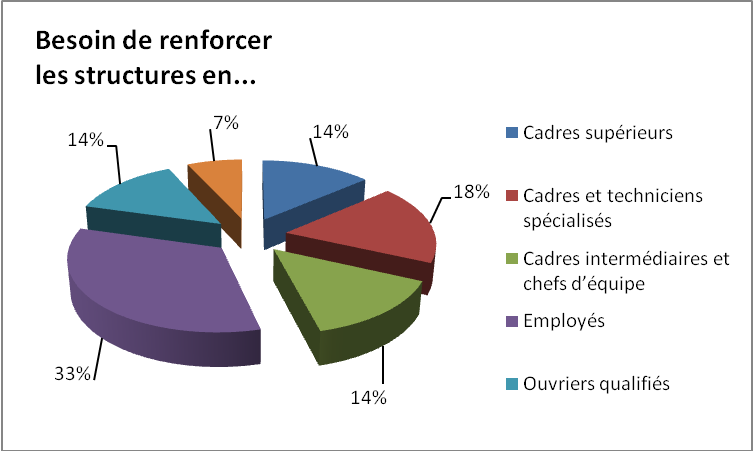 Besoin de renforcer
les structures en...
7%
14%
14%
18%
33%
14%
Cadres supérieurs
Cadres et techniciens
spécialisés
Cadres intermédiaires et
chefs d’équipe
Employés
Ouvriers qualifiés